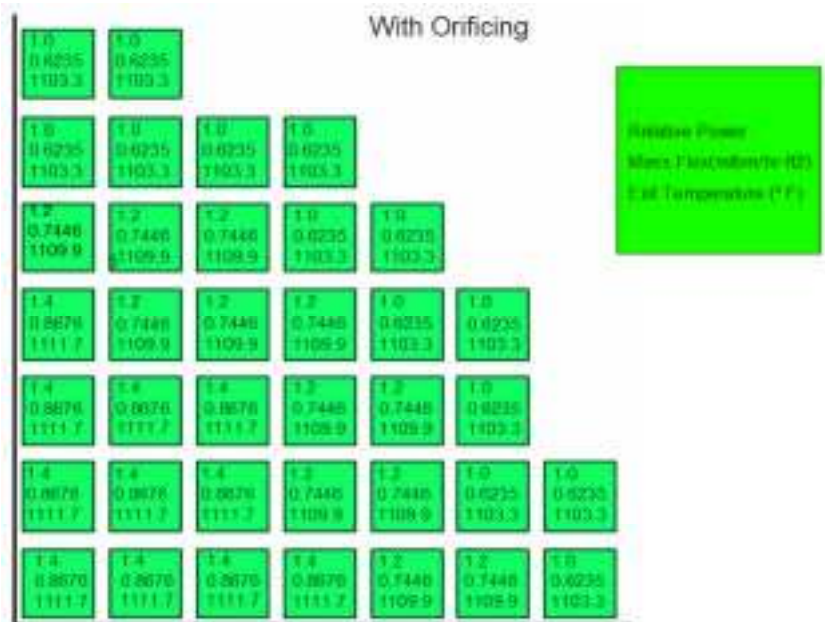 With Orificing
1.0 1.0
0.6235 0.6235
1103.3 1103.3
Relative Power
Mass Flux(mlbm/hr-ft2)
Exit Temperature (° F)
1.0 1.0 1.0 1.0
0.6235 0.6235 0.6235 0.6235
1103.3 1103.3 1103.3 1103.3
1.2 1.2 1.2 1.0 1.0
0.7446 0.7446 0.7446 0.6235 0.6235
1109.9 1109.9 1109.9 1103.3 1103.3
1.4 1.2 1.2 1.2 1.0 1.0
0.8676 0.7446 0.7446 0.7446 0.6235 0.6235
1111.7 1109.9 1109.9 1109.9 1103.3 1103.3
1.4 1.4 1.4 1.2 1.2 1.0
0.8676 0.8676 0.8676 0.7446 0.7446 0.6235
1111.7 1111.7 1111.7 1109.9 1109.9 1103.3
1.4 1.4 1.4 1.2 1.2 1.0 1.0
0.8676 0.8676 0.8676 0.7446 0.7446 0.6235 0.6235
1111.7 1111.7 1111.7 1109.9 1109.9 1103.3 1103.3
1.4 1.4 1.4 1.4 1.2 1.2 1.0
0.8676 0.8676 0.8676 0.8676 0.7446 0.7446 0.6235
1111.7 1111.7 1111.7 1111.7 1109.9 1109.9 1103.3